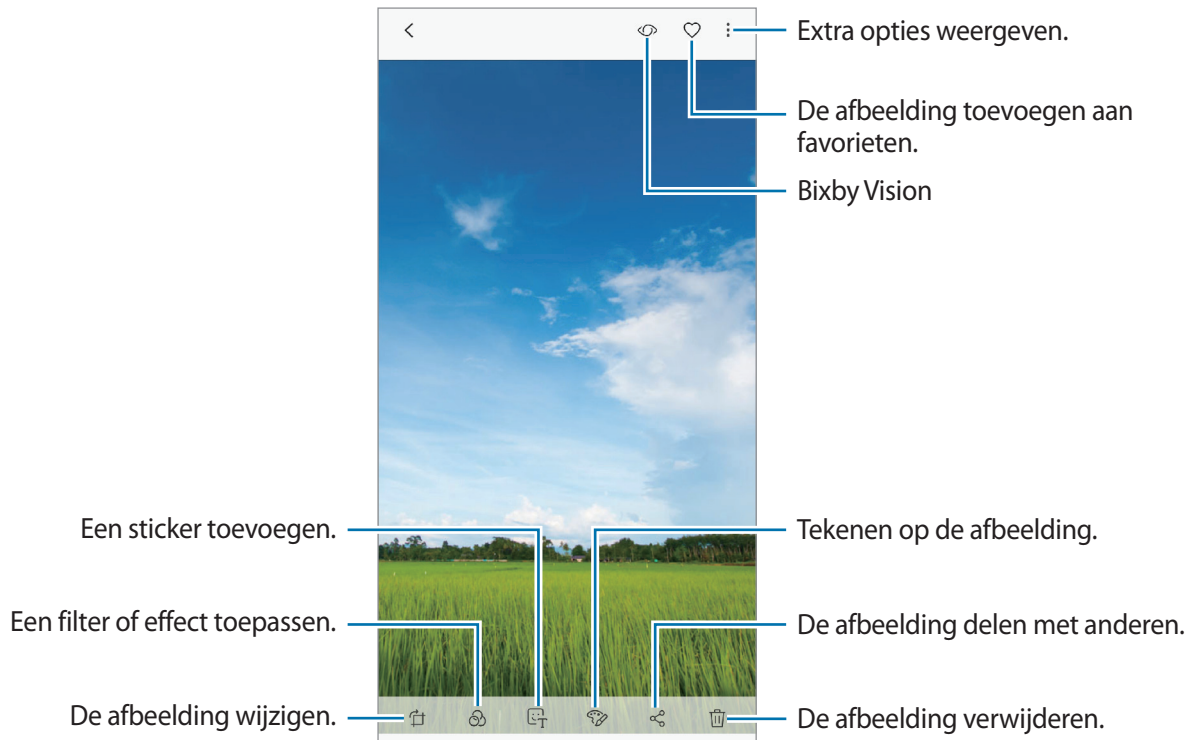 Extra opties weergeven.
De afbeelding toevoegen aan
favorieten.
Bixby Vision
Een sticker toevoegen.
Tekenen op de afbeelding.
Een filter of effect toepassen.
De afbeelding delen met anderen.
De afbeelding wijzigen.
De afbeelding verwijderen.